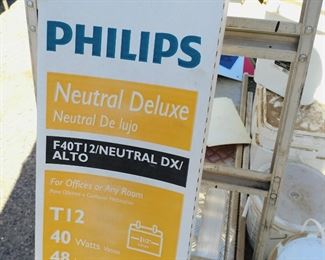 PHILIPS
Neutral Deluxe
Neutral De lujo
F40T12/NEUTRAL DX/
ALTO
For Offices or Any Room
T12
40 Watts
48